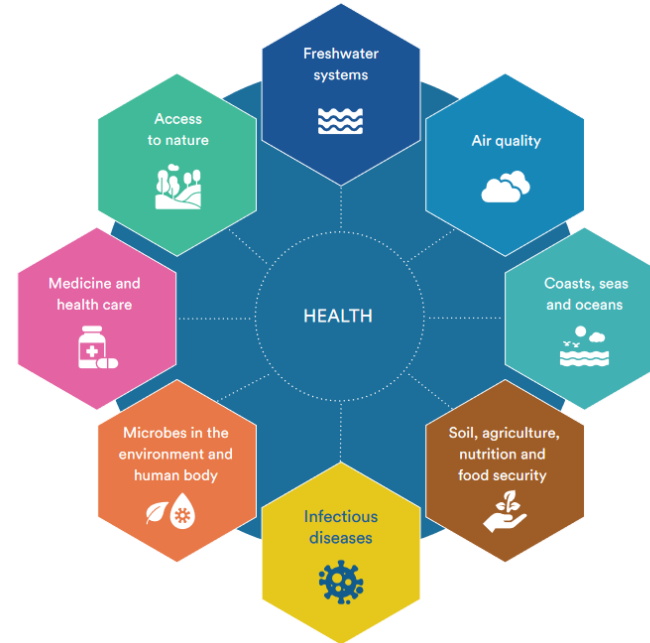 Freshwater
systems
Air quality
Coasts, seas
and oceans
Soil, agriculture,
nutrition and
food security
Infectious
diseases
Microbes in the
environment and
human body
Medicine and
health care
Access
to nature
HEALTH